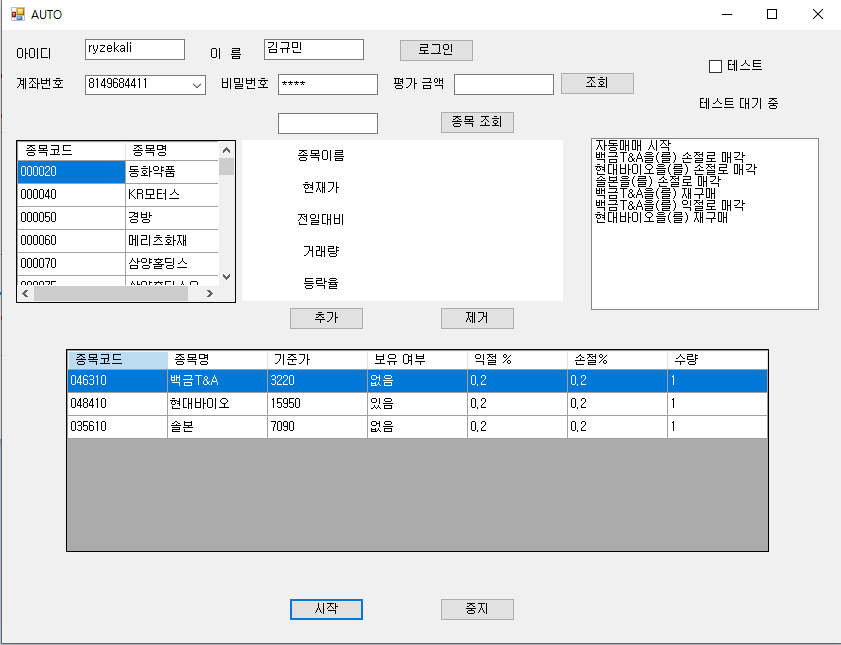 AUTO
아이디 ryzekali 이 름 김규민 로그인
테스트
계좌번호 8149684411 비밀번호 **** 평가 금액 조회
테스트 대기 중
종목 조회
종목코드 종목명
000020 동화약품
000040 KR모터스
000050 경방
000060 메리츠화재
000070 삼양홀딩스
종목이름
현재가
전일대비
거래량
등락율
자동매매 시작
백금T&A을(를) 손절로 매각
현대바이오을(를) 손절로 매각
솔본을(를) 손절로 매각
백금T&A을(를) 재구매
백금T&A을(를) 익절로 매각
현대바이오을(를) 재구매
추가 제거
종목코드 종목명 기준가 보유 여부 익절 % 손절% 수량
046310 백금T&A 3220 없음 0,2 0,2 1
048410 현대바이오 15950 있음 0,2 0,2 1
035610 솔본 7090 없음 0,2 0,2 1
시작 중지